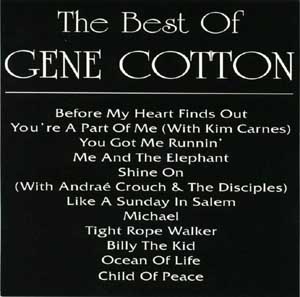 The Best Of
GENE COTTON
Before My Heart Finds Out
You're A Part Of Me (With Kim Carnes)
You Got Me Runnin'
Me And The Elephant
Shine On
(With Andraé Crouch & The Disciples)
Like A Sunday In Salem
Michael
Tight Rope Walker
Billy The Kid
Ocean Of Life
Child Of Peace